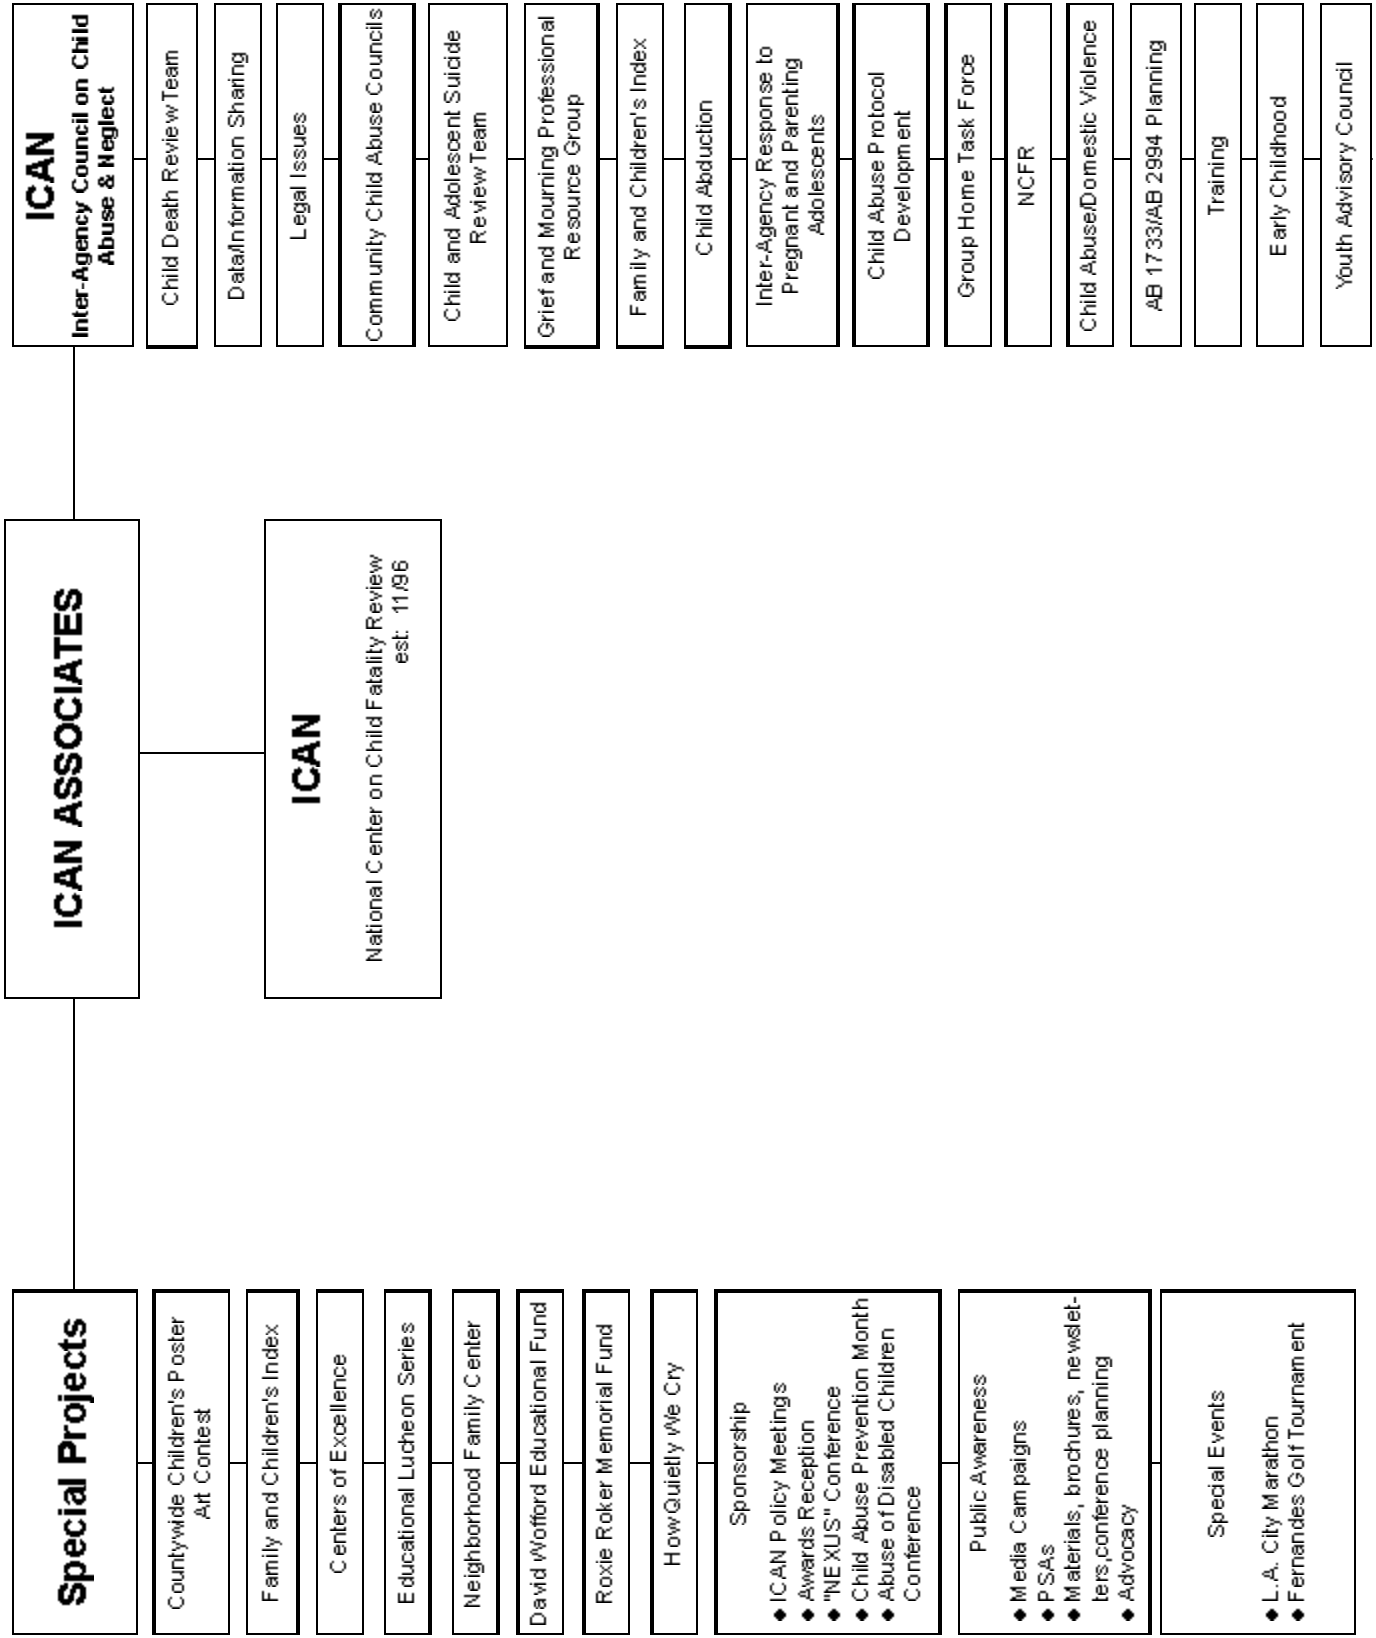 Special Projects
Countywide Children's Poster
Art Contest
Family and Children's Index
Centers of Excellence
Educational Lucheon Series
Neighborhood Family Center
David Wofford Educational Fund
Roxie Roker Memorial Fund
How Quietly We Cry
Sponsorship
♦ ICAN Policy Meetings
♦ Awards Reception
♦ "NEXUS" Conference
♦ Child Abuse Prevention Month
♦ Abuse of Disabled Children
Conference
Public Awareness
♦ Media Campaigns
♦ PSAs
♦ Materials, brochures, newslet-
ters,conference planning
♦ Advocacy
Special Events
♦ L.A. City Marathon
♦ Fernandes Golf Tournament
ICAN ASSOCIATES
ICAN
National Center on Child Fatality Review
est: 11/96
ICAN
Inter-Agency Council on Child
Abuse & Neglect
Child Death Review Team
Data/Information Sharing
Legal Issues
Community Child Abuse Councils
Child and Adolescent Suicide
Review Team
Grief and Mourning Professional
Resource Group
Family and Children's Index
Child Abduction
Inter-Agency Response to
Pregnant and Parenting
Adolescents
Child Abuse Protocol
Development
Group Home Task Force
NCFR
Child Abuse/Domestic Violence
AB 1733/AB 2994 Planning
Training
Early Childhood
Youth Advisory Council